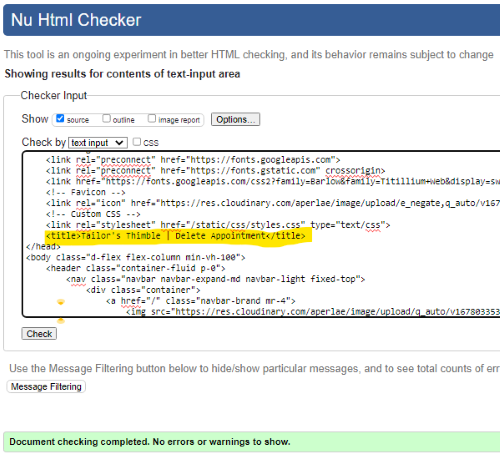 Nu Html Checker
This tool is an ongoing experiment in better HTML checking, and its behavior remains subject to change
Showing results for contents of text-input area
Checker Input
Show source outline image report Options...
Check by text input CSS
<link rel="preconnect" href="https://fonts.googleapis.com">
<link rel="preconnect" href="https://fonts.gstatic.com" crossorigin>
<link href="https://fonts.googleapis.com/css2?family=Barlow&family=Titillium+Web&display=sw
<!-- Favicon -->
<link rel="icon" href="https://res.cloudinary.com/aperlae/image/upload/e_negate,q_auto/v1
<!-- Custom CSS -->
<link rel="stylesheet" href="/static/css/styles.css" type="text/css">
<title>Tailor's Thimble | Delete Appointment</title>
</head>
<body class="d-flex flex-column min-vh-100">
<header class="container-fluid p-0">
<nav class="navbar navbar-expand-md navbar-light fixed-top">
<div class="container">
<a href="/" class="navbar-brand mr-4">
<img src="https://res.cloudinary.com/aperlae/image/upload/q_auto/v167803353
Check
Use the Message Filtering button below to hide/show particular messages, and to see total counts of err
Message Filtering
Document checking completed. No errors or warnings to show.